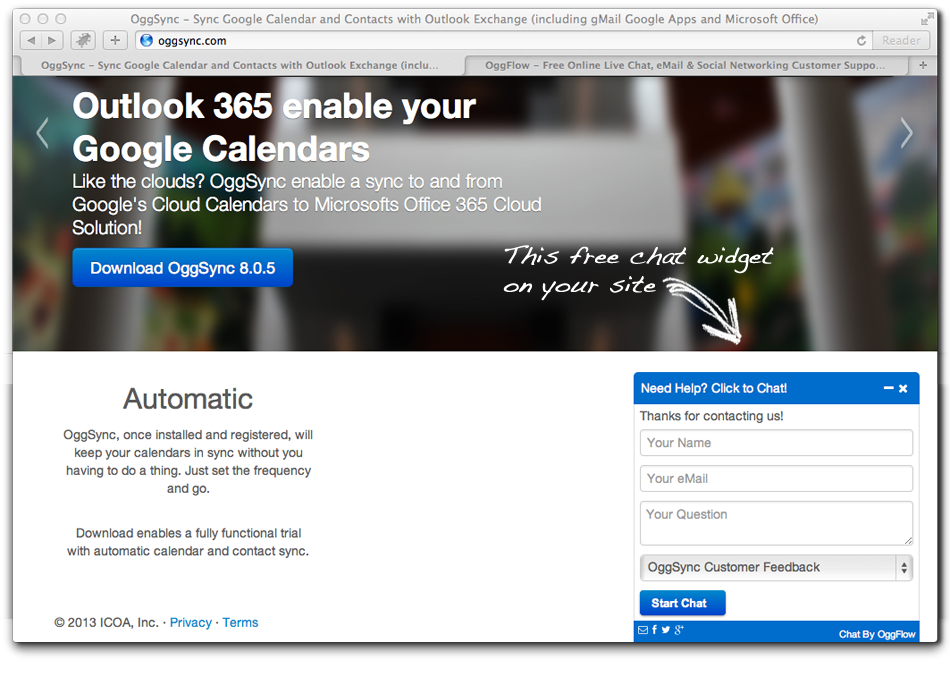 OggSync – Sync Google Calendar and Contacts with Outlook Exchange (including gMail Google Apps and Microsoft Office)
oggsync.com
Reader
OggSync – Sync Google Calendar and Contacts with Outlook Exchange (inclu...
OggFlow – Free Online Live Chat, eMail & Social Networking Customer Suppo...
Outlook 365 enable your
Google Calendars
Like the clouds? OggSync enable a sync to and from
Google's Cloud Calendars to Microsofts Office 365 Cloud
Solution!
Download OggSync 8.0.5
This free chat widget
on your site
Automatic
OggSync, once installed and registered, will
keep your calendars in sync without you
having to do a thing. Just set the frequency
and go.
Download enables a fully functional trial
with automatic calendar and contact sync.
© 2013 ICOA, Inc. · Privacy · Terms
Need Help? Click to Chat!
Thanks for contacting us!
Your Name
Your eMail
Your Question
OggSync Customer Feedback
Start Chat
Chat By OggFlow